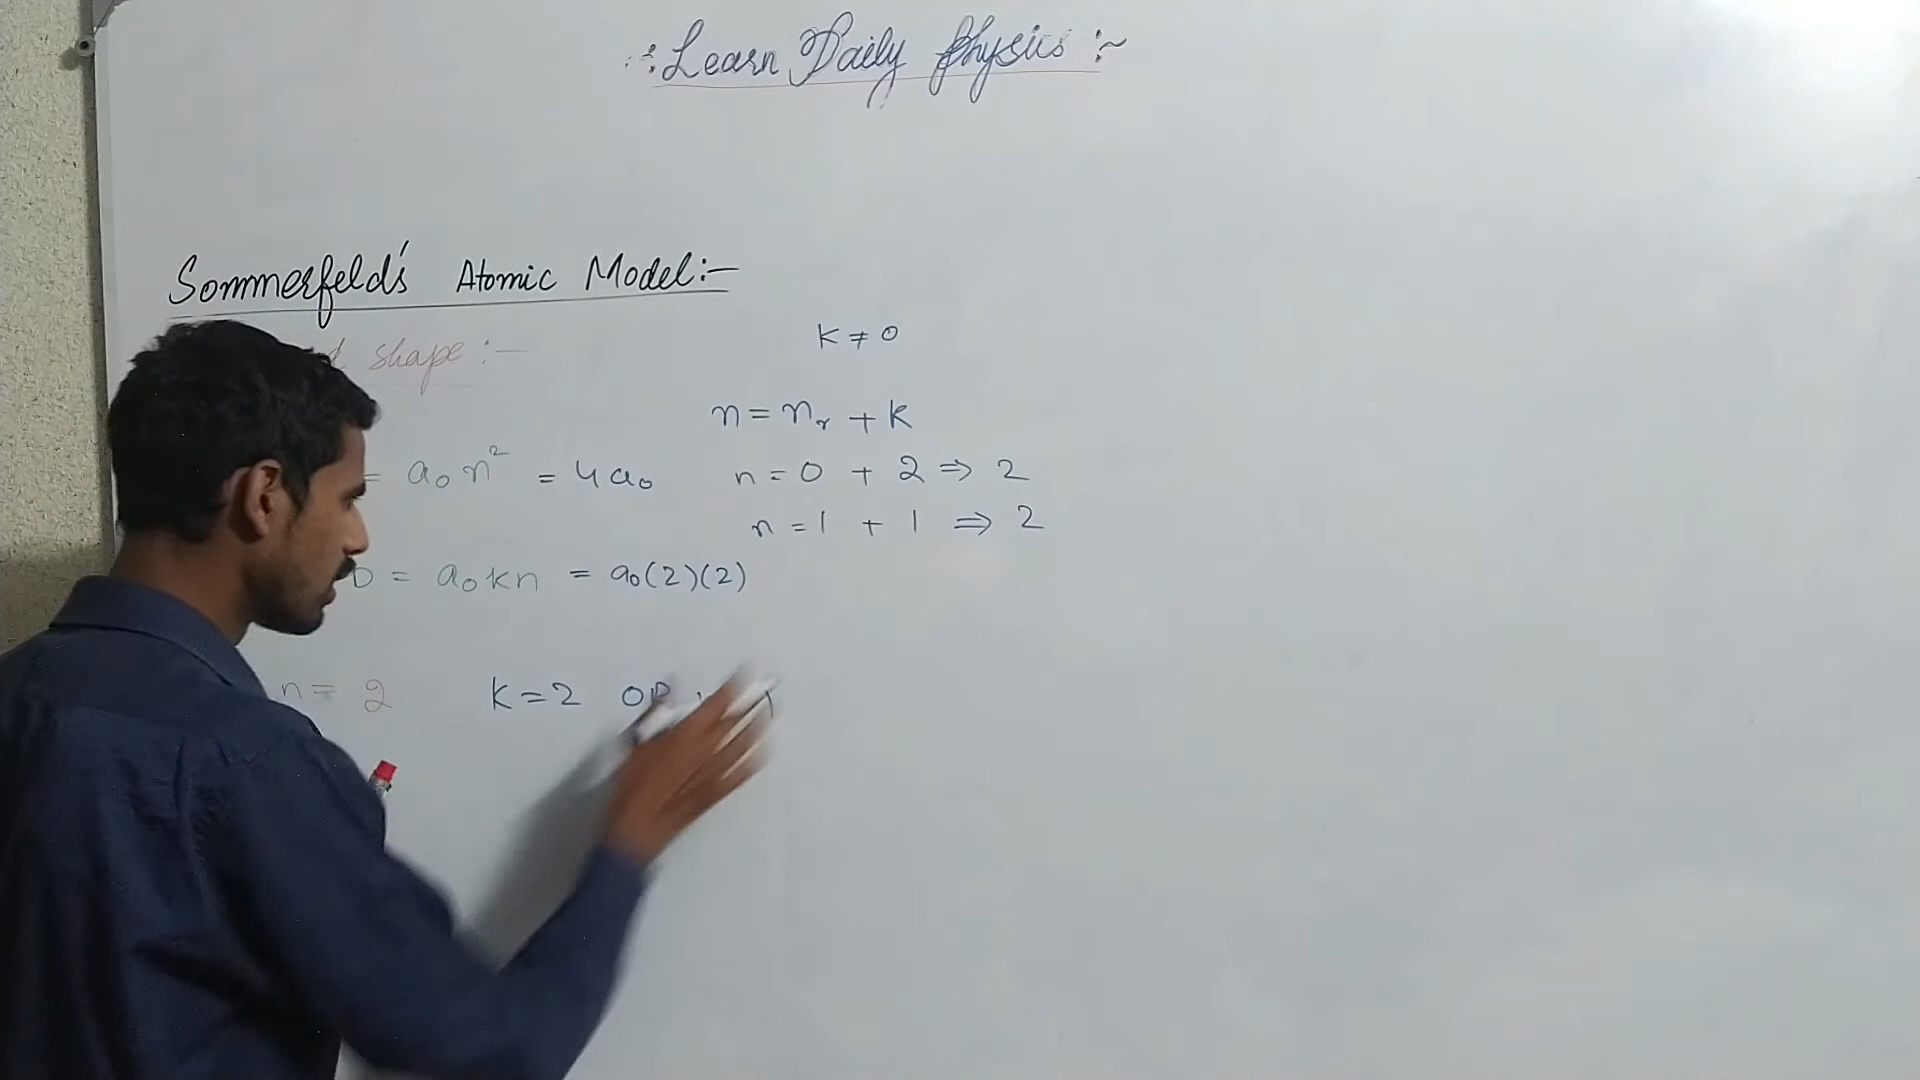 ∴ Learn Daily Physics :~
Sommerfeld's Atomic Model:-
shape :-
k ≠ 0
n = nᵣ + k
= a₀n² = 4a₀
n = 0 + 2 ⇒ 2
n = 1 + 1 ⇒ 2
b = a₀kn = a₀(2)(2)
n = 2 k = 2 OR